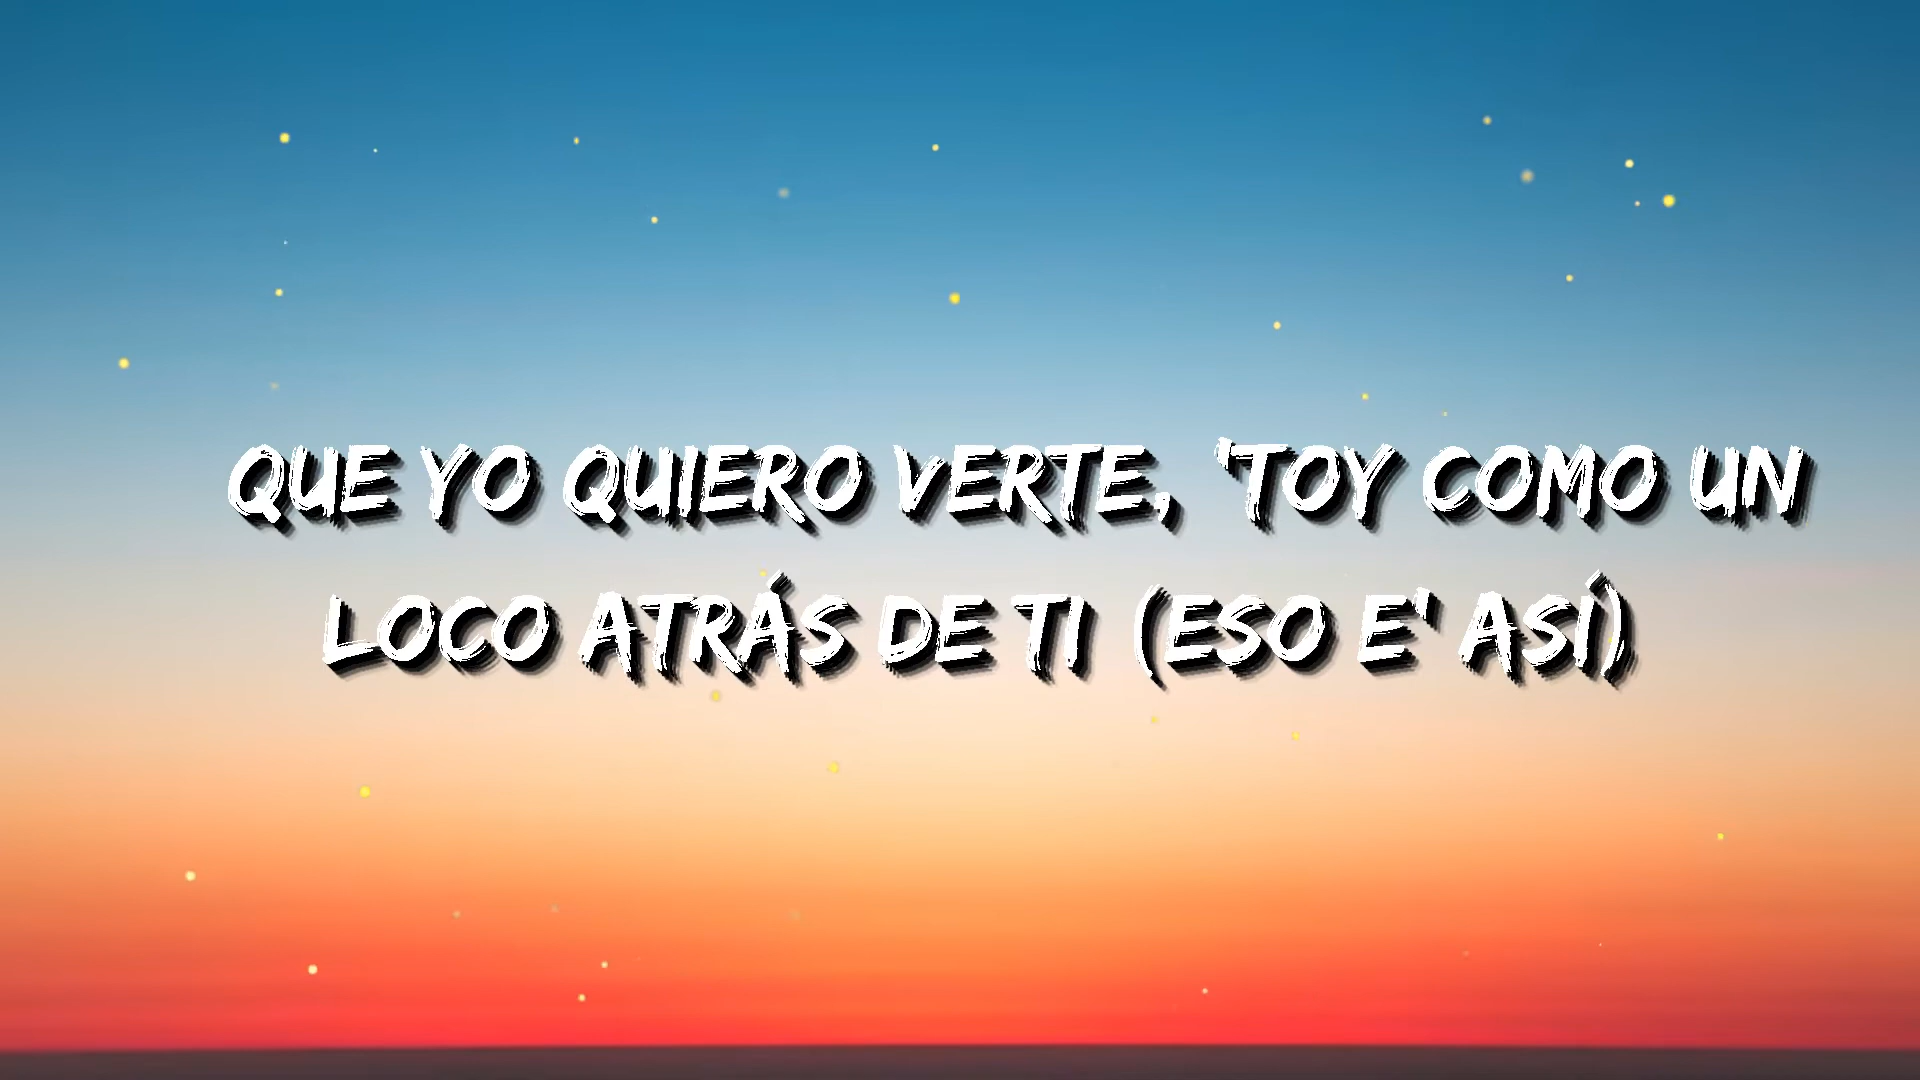 QUE YO QUIERO VERTE, 'TOY COMO UN
LOCO ATRÁS DE TI (ESO E' ASÍ)